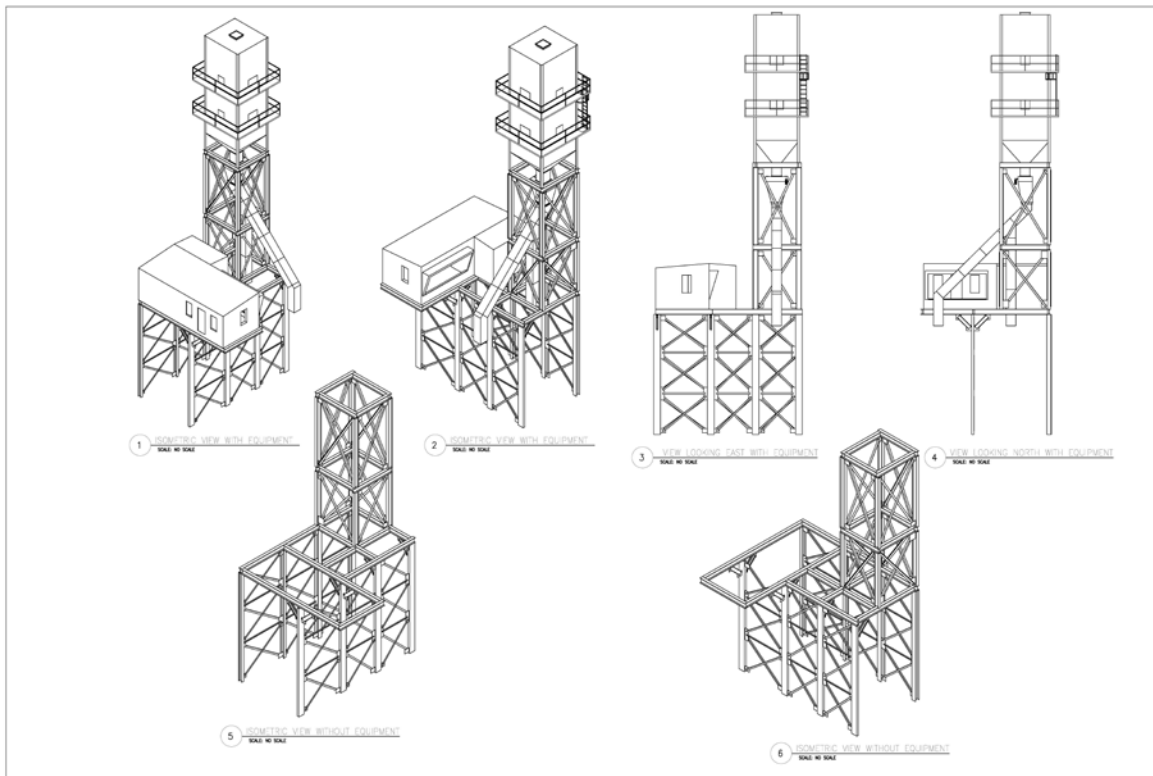 1 ISOMETRIC VIEW WITH EQUIPMENT
SCALE: NO SCALE
2 ISOMETRIC VIEW WITH EQUIPMENT
SCALE: NO SCALE
3 VIEW LOOKING EAST WITH EQUIPMENT
SCALE: NO SCALE
4 VIEW LOOKING NORTH WITH EQUIPMENT
SCALE: NO SCALE
5 ISOMETRIC VIEW WITHOUT EQUIPMENT
SCALE: NO SCALE
6 ISOMETRIC VIEW WITHOUT EQUIPMENT
SCALE: NO SCALE